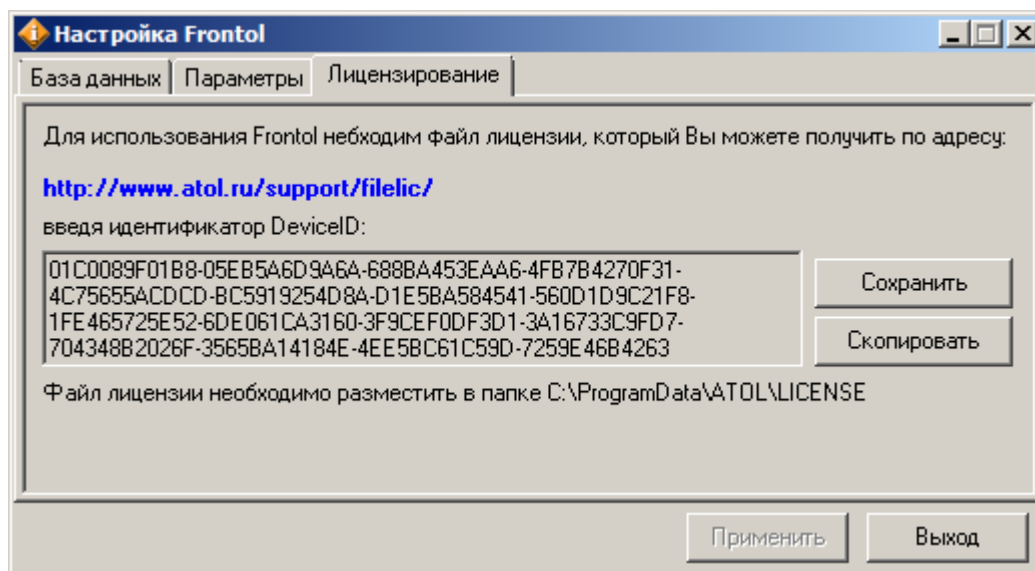 Настройка Frontol
База данных Параметры Лицензирование
Для использования Frontol небходим файл лицензии, который Вы можете получить по адресу:
http://www.atol.ru/support/filelic/
введя идентификатор DeviceID:
01C0089F01B8-05EB5A6D9A6A-688BA453EAA6-4FB7B4270F31-
4C75655ACDCD-BC5919254D8A-D1E5BA584541-560D1D9C21F8-
1FE465725E52-6DE061CA3160-3F9CEF0DF3D1-3A16733C9FD7-
704348B2026F-3565BA14184E-4EE5BC61C59D-7259E46B4263
Сохранить
Скопировать
Файл лицензии необходимо разместить в папке C:\ProgramData\ATOL\LICENSE
Применить Выход